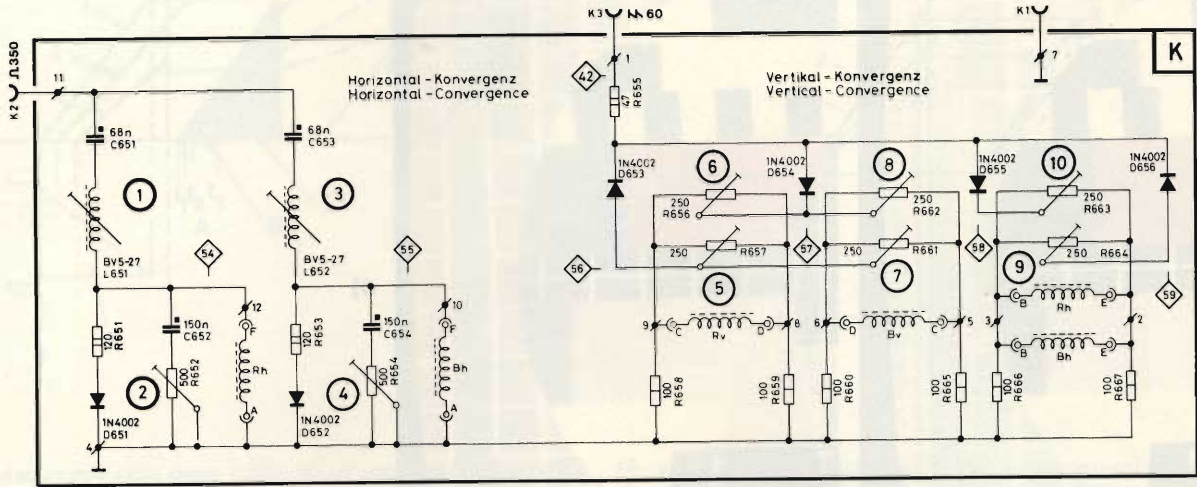 K3 60
K1
K
K2 350
11
1
7
42
47
R655
Horizontal - Konvergenz
Horizontal - Convergence
Vertikal = Konvergenz
Vertical - Convergence
68n
C651
68n
C653
1
3
BV5-27
L651
BV5-27
L652
54
55
12
10
F
F
120
R651
150n
C652
500
R652
Rh
A
2
1N4002
D651
4
120
R653
150n
C654
500
R654
Bh
A
4
1N4002
D652
1N4002
D653
6
1N4002
D654
8
1N4002
D655
10
1N4002
D656
250
R656
250
R662
250
R663
250
R657
250
R661
250
R664
56
57
58
59
5
7
9
9
C
Rv
D
8
6
D
Bv
C
5
B
Rh
E
3
2
B
Bh
E
100
R658
100
R659
100
R660
100
R665
100
R666
100
R667